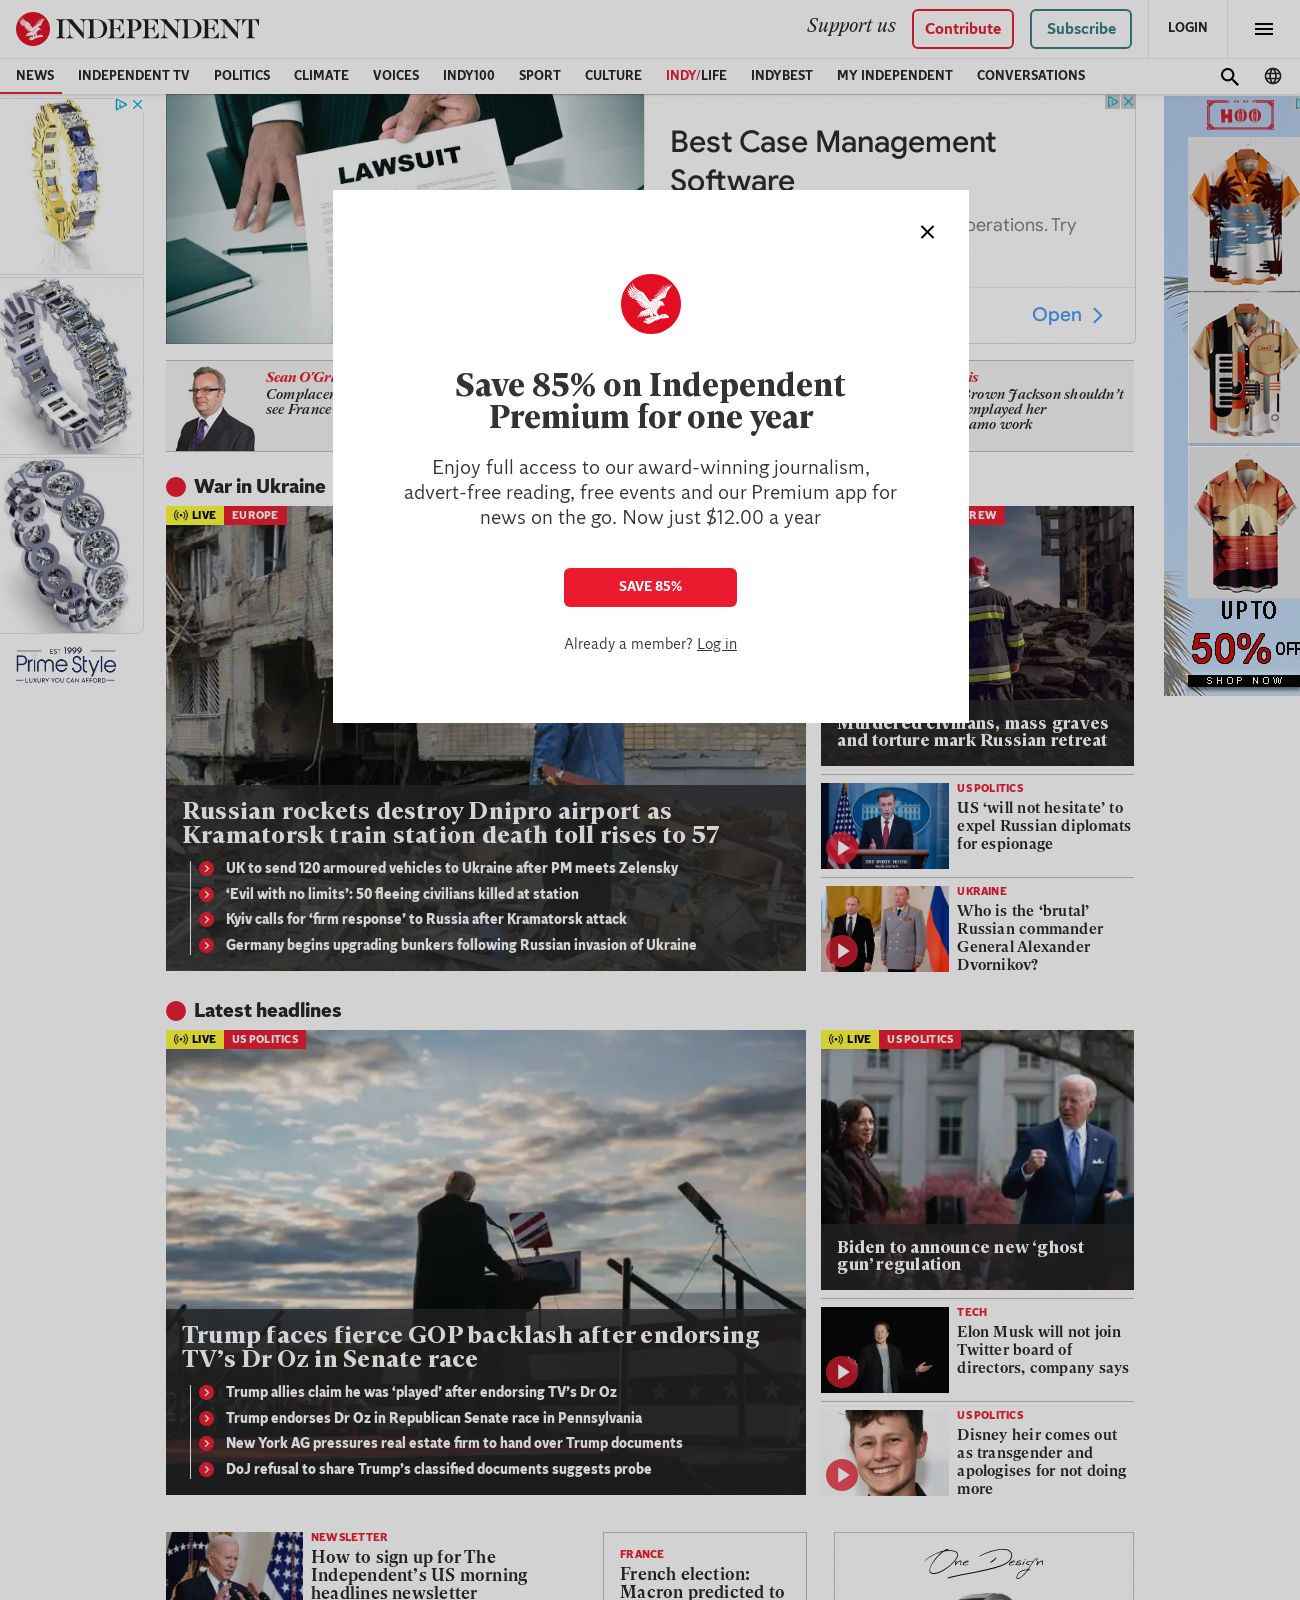 INDEPENDENT
Support us
Contribute
Subscribe
LOGIN
NEWS
INDEPENDENT TV
POLITICS
CLIMATE
VOICES
INDY100
SPORT
CULTURE
INDY/LIFE
INDYBEST
MY INDEPENDENT
CONVERSATIONS
LAWSUIT
Best Case Management
Software
perations. Try
Open
HOO
UP TO
50% OFF
SHOP NOW
EST 1999
Prime Style
LUXURY YOU CAN AFFORD
Save 85% on Independent
Premium for one year
Enjoy full access to our award-winning journalism,
advert-free reading, free events and our Premium app for
news on the go. Now just $12.00 a year
SAVE 85%
Already a member? Log in
Sean O'Gr
Complacen
see France
is
Brown Jackson shouldn't
wnplayed her
amo work
War in Ukraine
LIVE
EUROPE
Russian rockets destroy Dnipro airport as
Kramatorsk train station death toll rises to 57
UK to send 120 armoured vehicles to Ukraine after PM meets Zelensky
‘Evil with no limits’: 50 fleeing civilians killed at station
Kyiv calls for ‘firm response’ to Russia after Kramatorsk attack
Germany begins upgrading bunkers following Russian invasion of Ukraine
REW
Murdered civilians, mass graves
and torture mark Russian retreat
THE WHITE HOUSE
US POLITICS
US ‘will not hesitate’ to
expel Russian diplomats
for espionage
UKRAINE
Who is the ‘brutal’
Russian commander
General Alexander
Dvornikov?
Latest headlines
LIVE
US POLITICS
Trump faces fierce GOP backlash after endorsing
TV’s Dr Oz in Senate race
Trump allies claim he was ‘played’ after endorsing TV’s Dr Oz
Trump endorses Dr Oz in Republican Senate race in Pennsylvania
New York AG pressures real estate firm to hand over Trump documents
DoJ refusal to share Trump’s classified documents suggests probe
LIVE
US POLITICS
Biden to announce new ‘ghost
gun’ regulation
TECH
Elon Musk will not join
Twitter board of
directors, company says
US POLITICS
Disney heir comes out
as transgender and
apologises for not doing
more
NEWSLETTER
How to sign up for The
Independent’s US morning
headlines newsletter
FRANCE
French election:
Macron predicted to
One Design